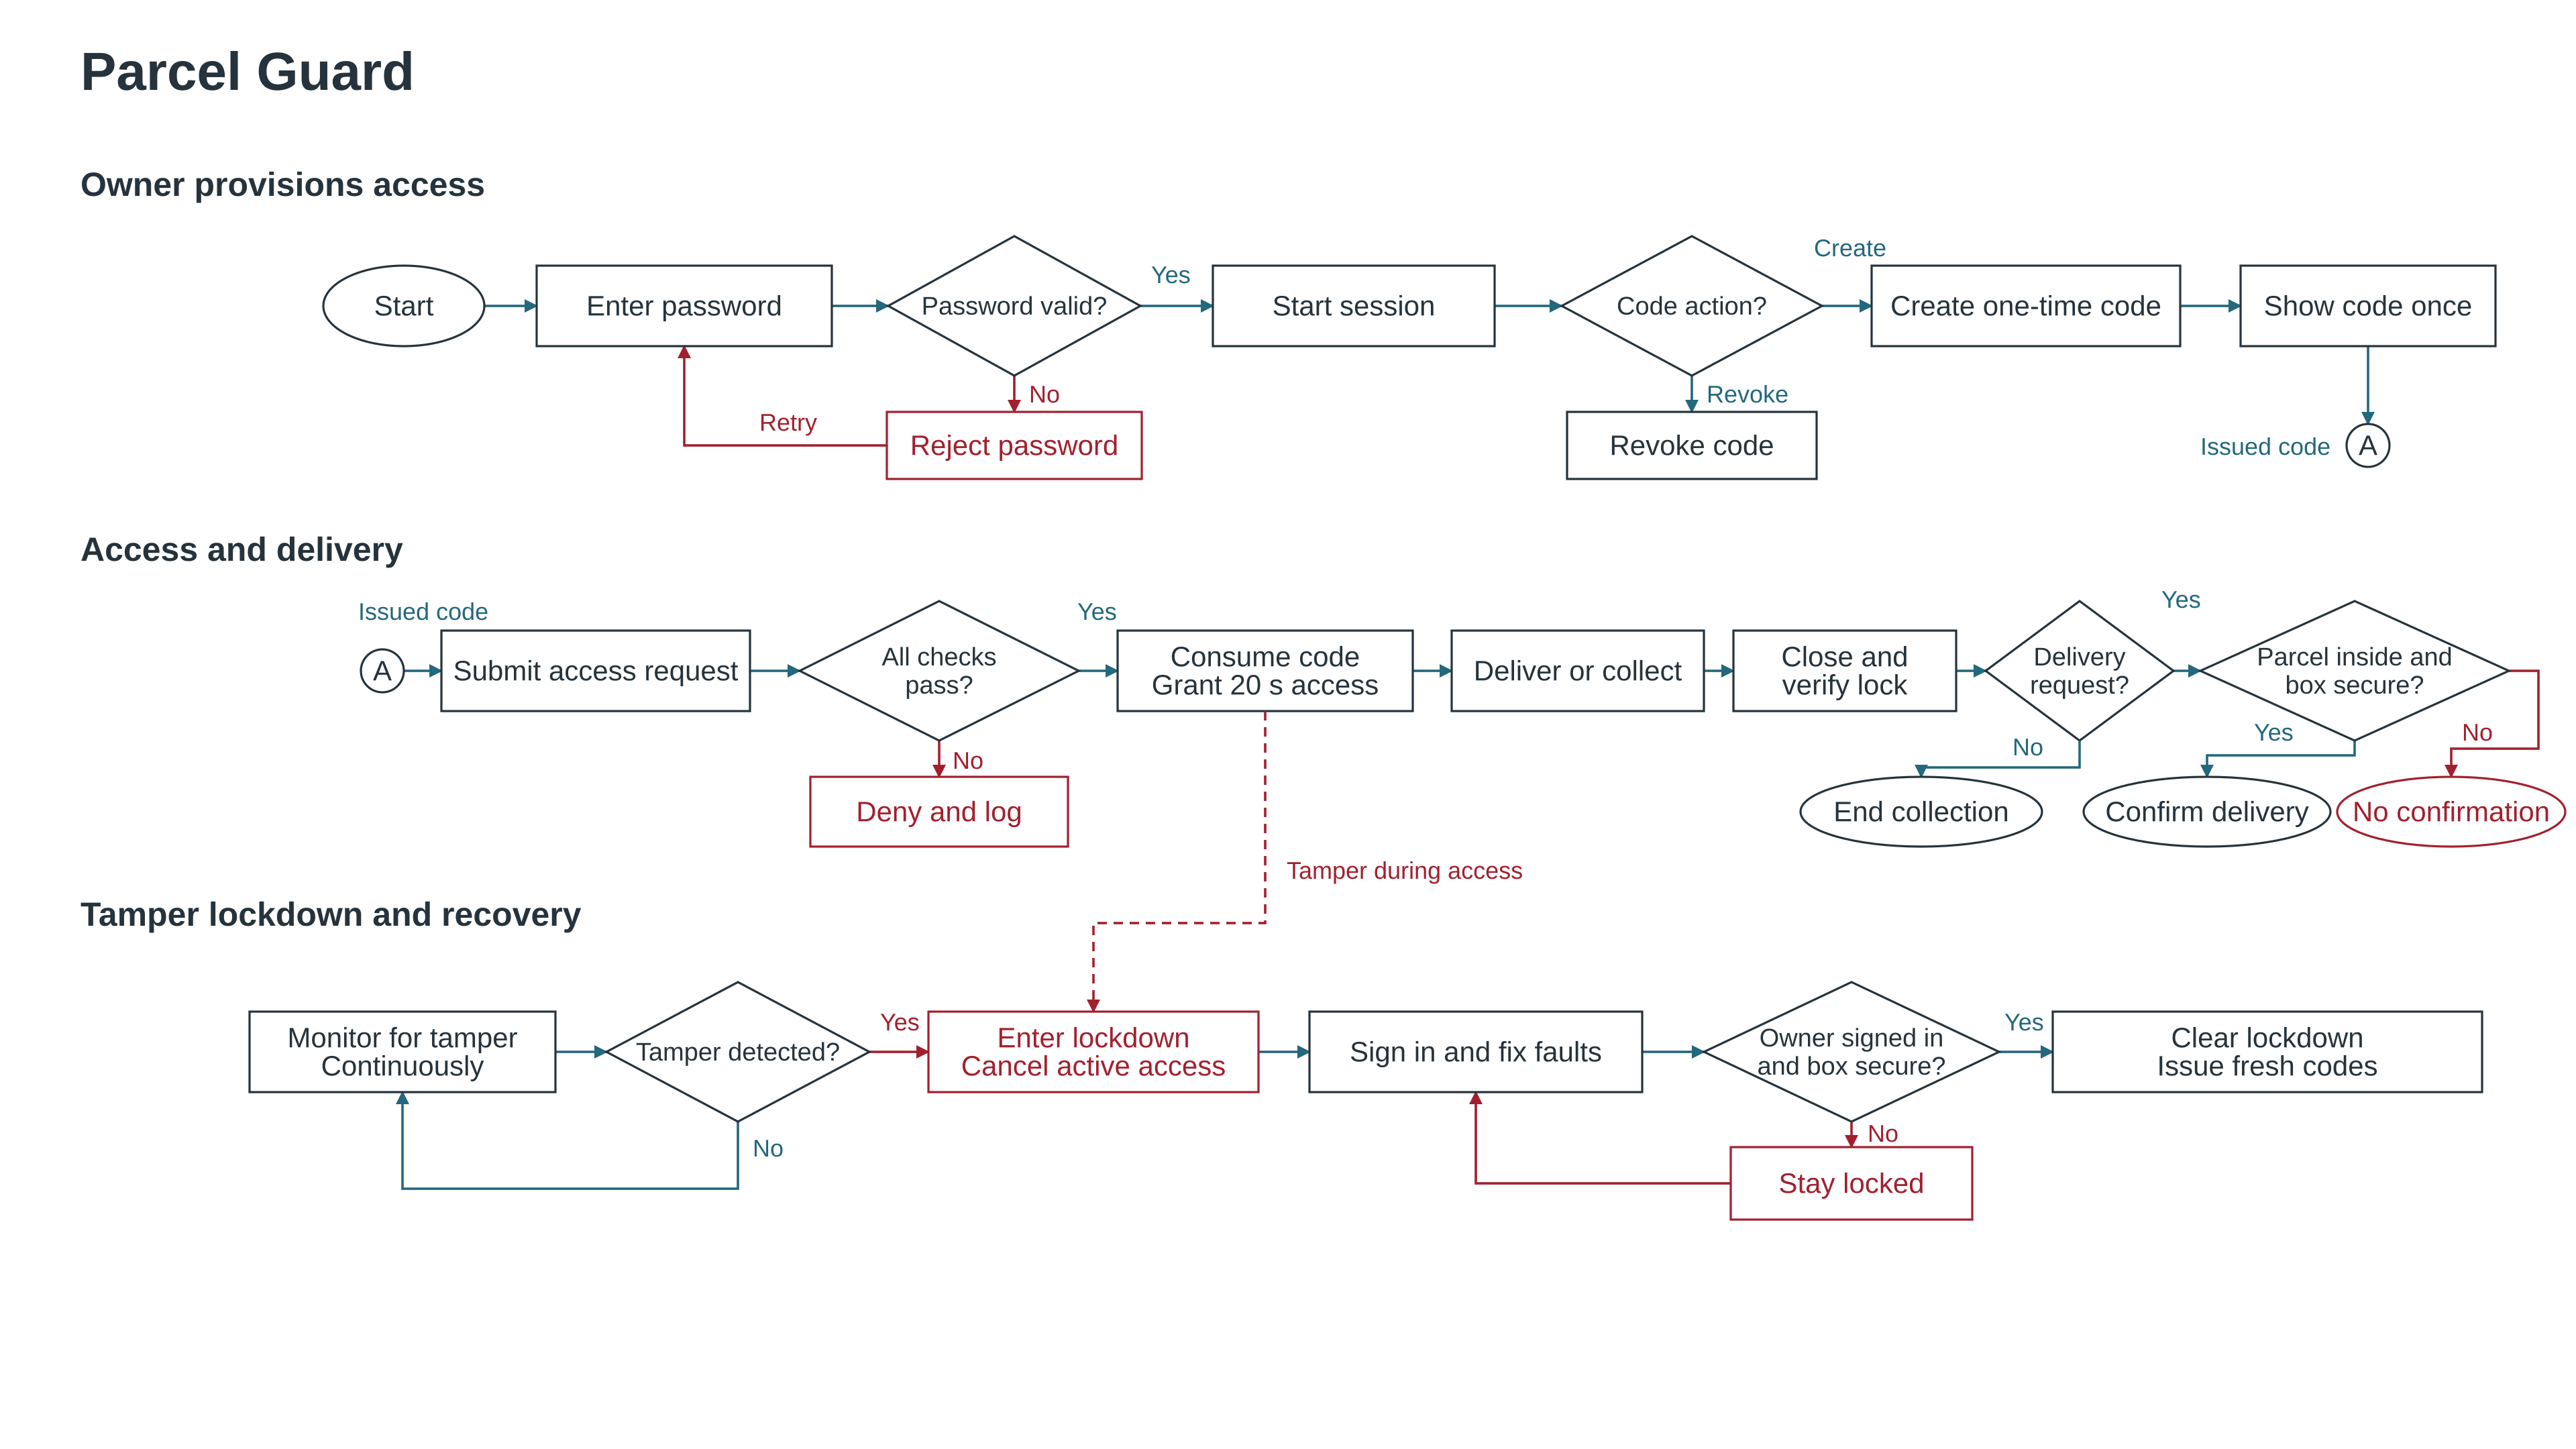 Parcel Guard
Owner provisions access
Start
Enter password
Password valid?
Yes
Start session
Code action?
Create
Create one-time code
Show code once
No
Retry
Reject password
Revoke
Revoke code
Issued code
A
Access and delivery
Issued code
A
Submit access request
All checks
pass?
Yes
Consume code
Grant 20 s access
Deliver or collect
Close and
verify lock
Delivery
request?
Yes
Parcel inside and
box secure?
No
Deny and log
No
End collection
Yes
Confirm delivery
No
No confirmation
Tamper during access
Tamper lockdown and recovery
Monitor for tamper
Continuously
Tamper detected?
Yes
Enter lockdown
Cancel active access
Sign in and fix faults
Owner signed in
and box secure?
Yes
Clear lockdown
Issue fresh codes
No
No
Stay locked